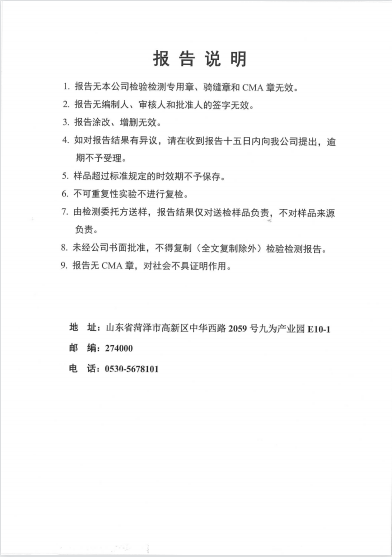 报告说明
1. 报告无本公司检验检测专用章、骑缝章和 CMA 章无效。
2. 报告无编制人、审核人和批准人的签字无效。
3. 报告涂改、增删无效。
4. 如对报告结果有异议，请在收到报告十五日内向我公司提出，逾
期不予受理。
5. 样品超过标准规定的时效期不予保存。
6. 不可重复性实验不进行复检。
7. 由检测委托方送样，报告结果仅对送检样品负责，不对样品来源
负责。
8. 未经公司书面批准，不得复制（全文复制除外）检验检测报告。
9. 报告无 CMA 章，对社会不具证明作用。
地 址：山东省菏泽市高新区中华西路 2059 号九为产业园 E10-1
邮 编：274000
电 话：0530-5678101